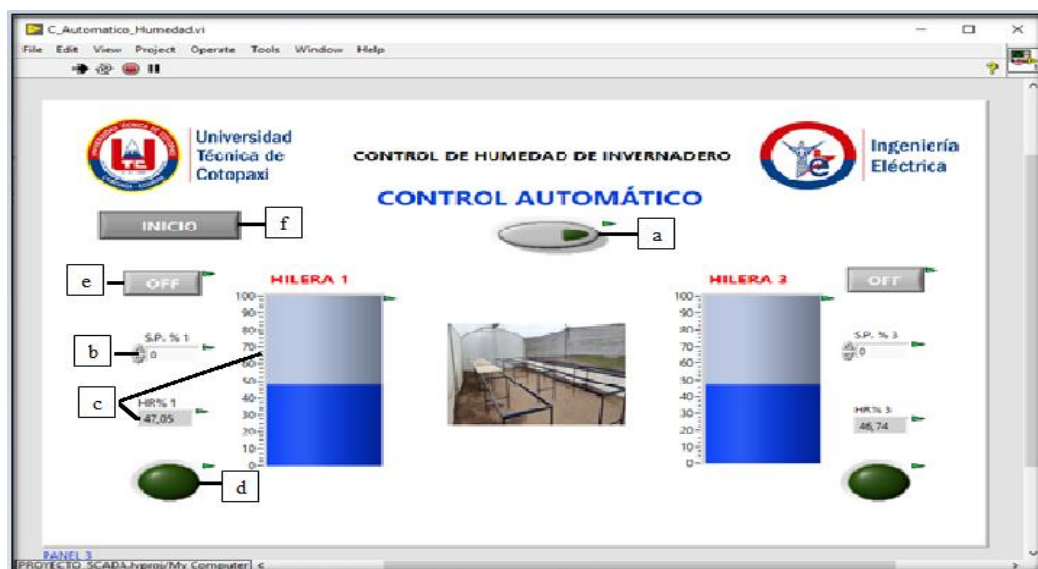 C_Automatico_Humedad.vi
File Edit View Project Operate Tools Window Help
Universidad
Técnica de
Cotopaxi
CONTROL DE HUMEDAD DE INVERNADERO
Ingeniería
Eléctrica
CONTROL AUTOMÁTICO
INICIO
f
a
e
OFF
HILERA 1
HILERA 3
OFF
100
90
80
70
60
50
40
30
20
10
0
100
90
80
70
60
50
40
30
20
10
0
b
S.P. % 1
0
S.P. % 3
0
c
HR% 1
47,05
HR% 3
46,74
d
PANEL 3
PROYECTO_SCADA.lvproj/My Computer